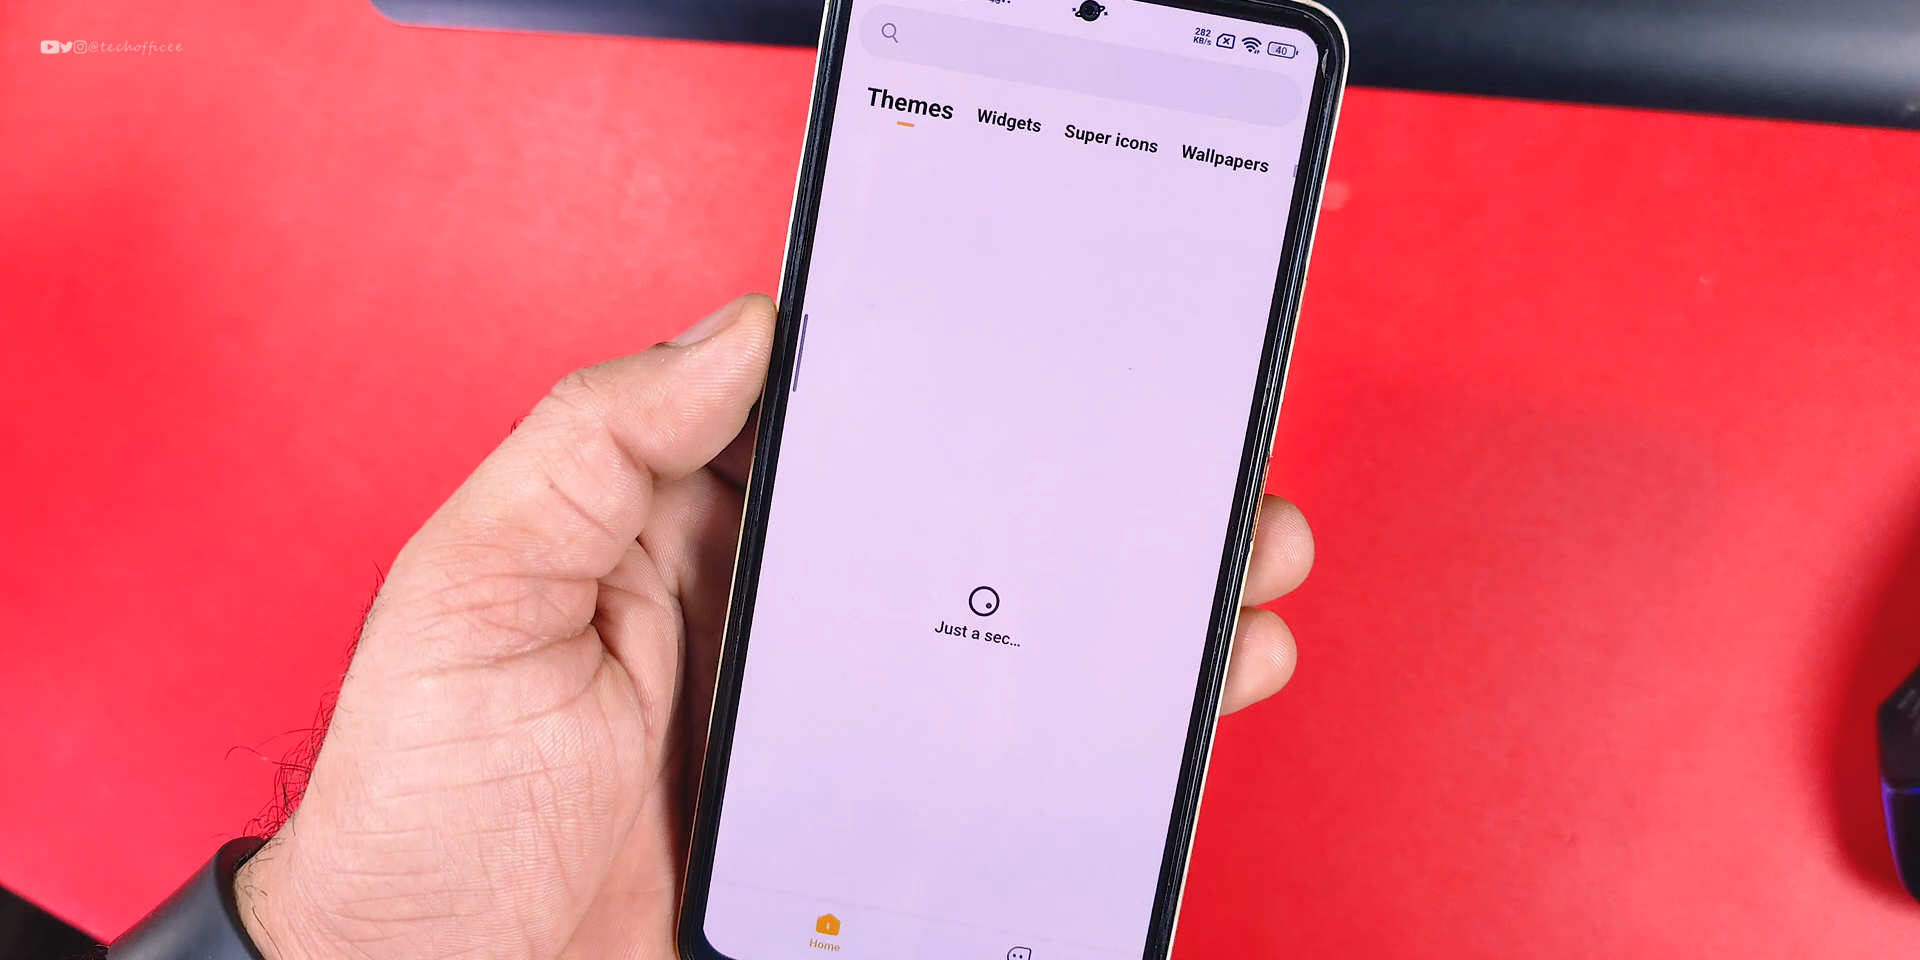 @techofficee
282
KB/s
40
Themes
Widgets
Super icons
Wallpapers
Just a sec...
Home